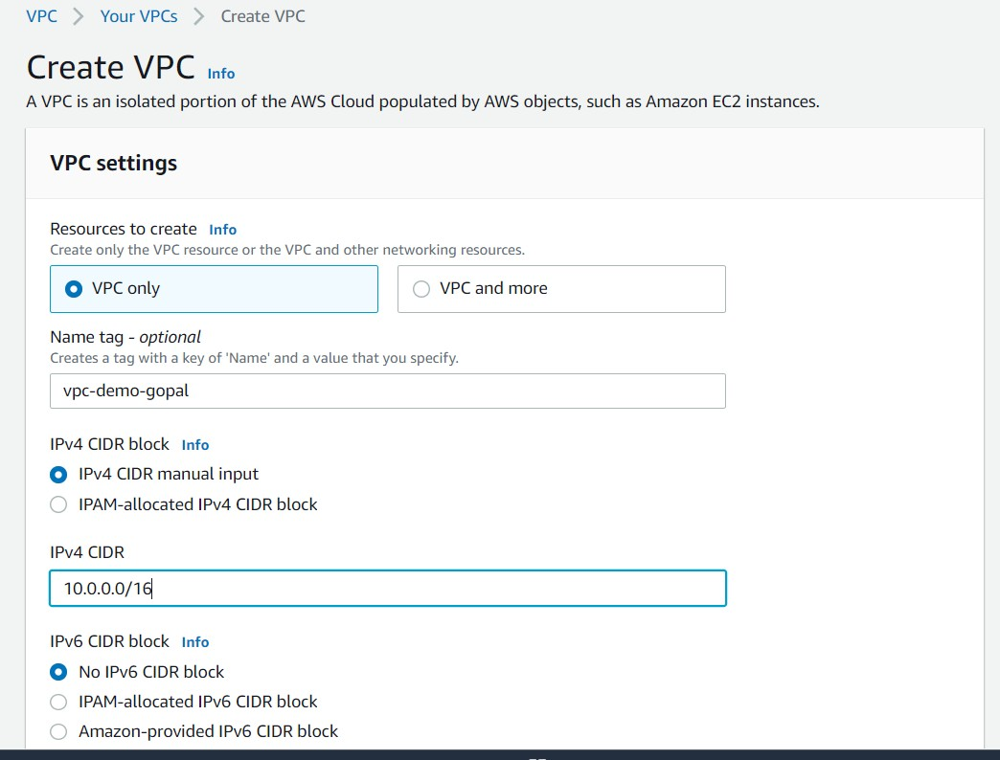 VPC > Your VPCs > Create VPC
Create VPC Info
A VPC is an isolated portion of the AWS Cloud populated by AWS objects, such as Amazon EC2 instances.
VPC settings
Resources to create Info
Create only the VPC resource or the VPC and other networking resources.
VPC only VPC and more
Name tag - optional
Creates a tag with a key of 'Name' and a value that you specify.
vpc-demo-gopal
IPv4 CIDR block Info
IPv4 CIDR manual input
IPAM-allocated IPv4 CIDR block
IPv4 CIDR
10.0.0.0/16
IPv6 CIDR block Info
No IPv6 CIDR block
IPAM-allocated IPv6 CIDR block
Amazon-provided IPv6 CIDR block